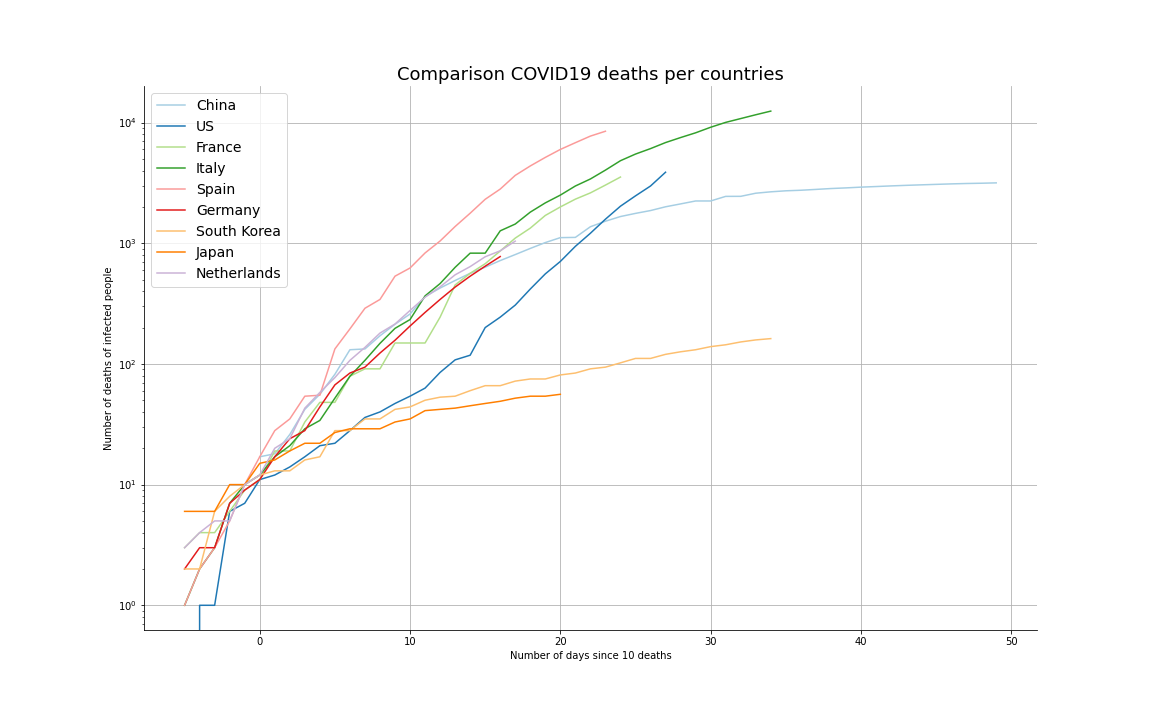 Comparison COVID19 deaths per countries
China
US
France
Italy
Spain
Germany
South Korea
Japan
Netherlands
Number of deaths of infected people
10⁴
10³
10²
10¹
10⁰
0 10 20 30 40 50
Number of days since 10 deaths